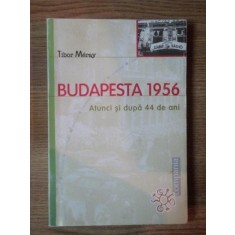 Tibor Méray
BUDAPESTA 1956
Atunci și după 44 de ani